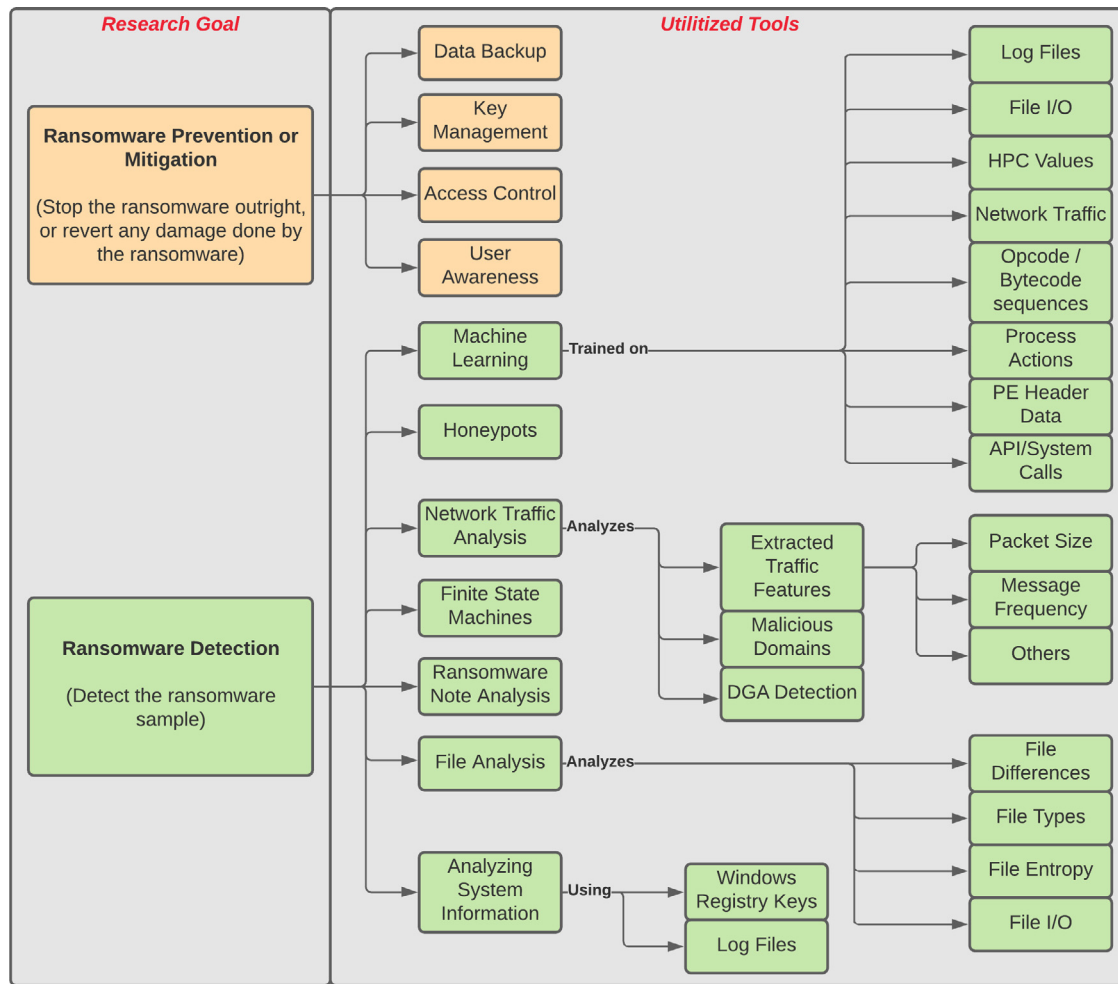 Research Goal
Utilitized Tools
Ransomware Prevention or
Mitigation
(Stop the ransomware outright,
or revert any damage done by
the ransomware)
Data Backup
Key
Management
Access Control
User
Awareness
Ransomware Detection
(Detect the ransomware
sample)
Machine
Learning
Trained on
Log Files
File I/O
HPC Values
Network Traffic
Opcode /
Bytecode
sequences
Process
Actions
PE Header
Data
API/System
Calls
Honeypots
Network Traffic
Analysis
Analyzes
Extracted
Traffic
Features
Packet Size
Message
Frequency
Others
Malicious
Domains
DGA Detection
Finite State
Machines
Ransomware
Note Analysis
File Analysis
Analyzes
File
Differences
File Types
File Entropy
File I/O
Analyzing
System
Information
Using
Windows
Registry Keys
Log Files